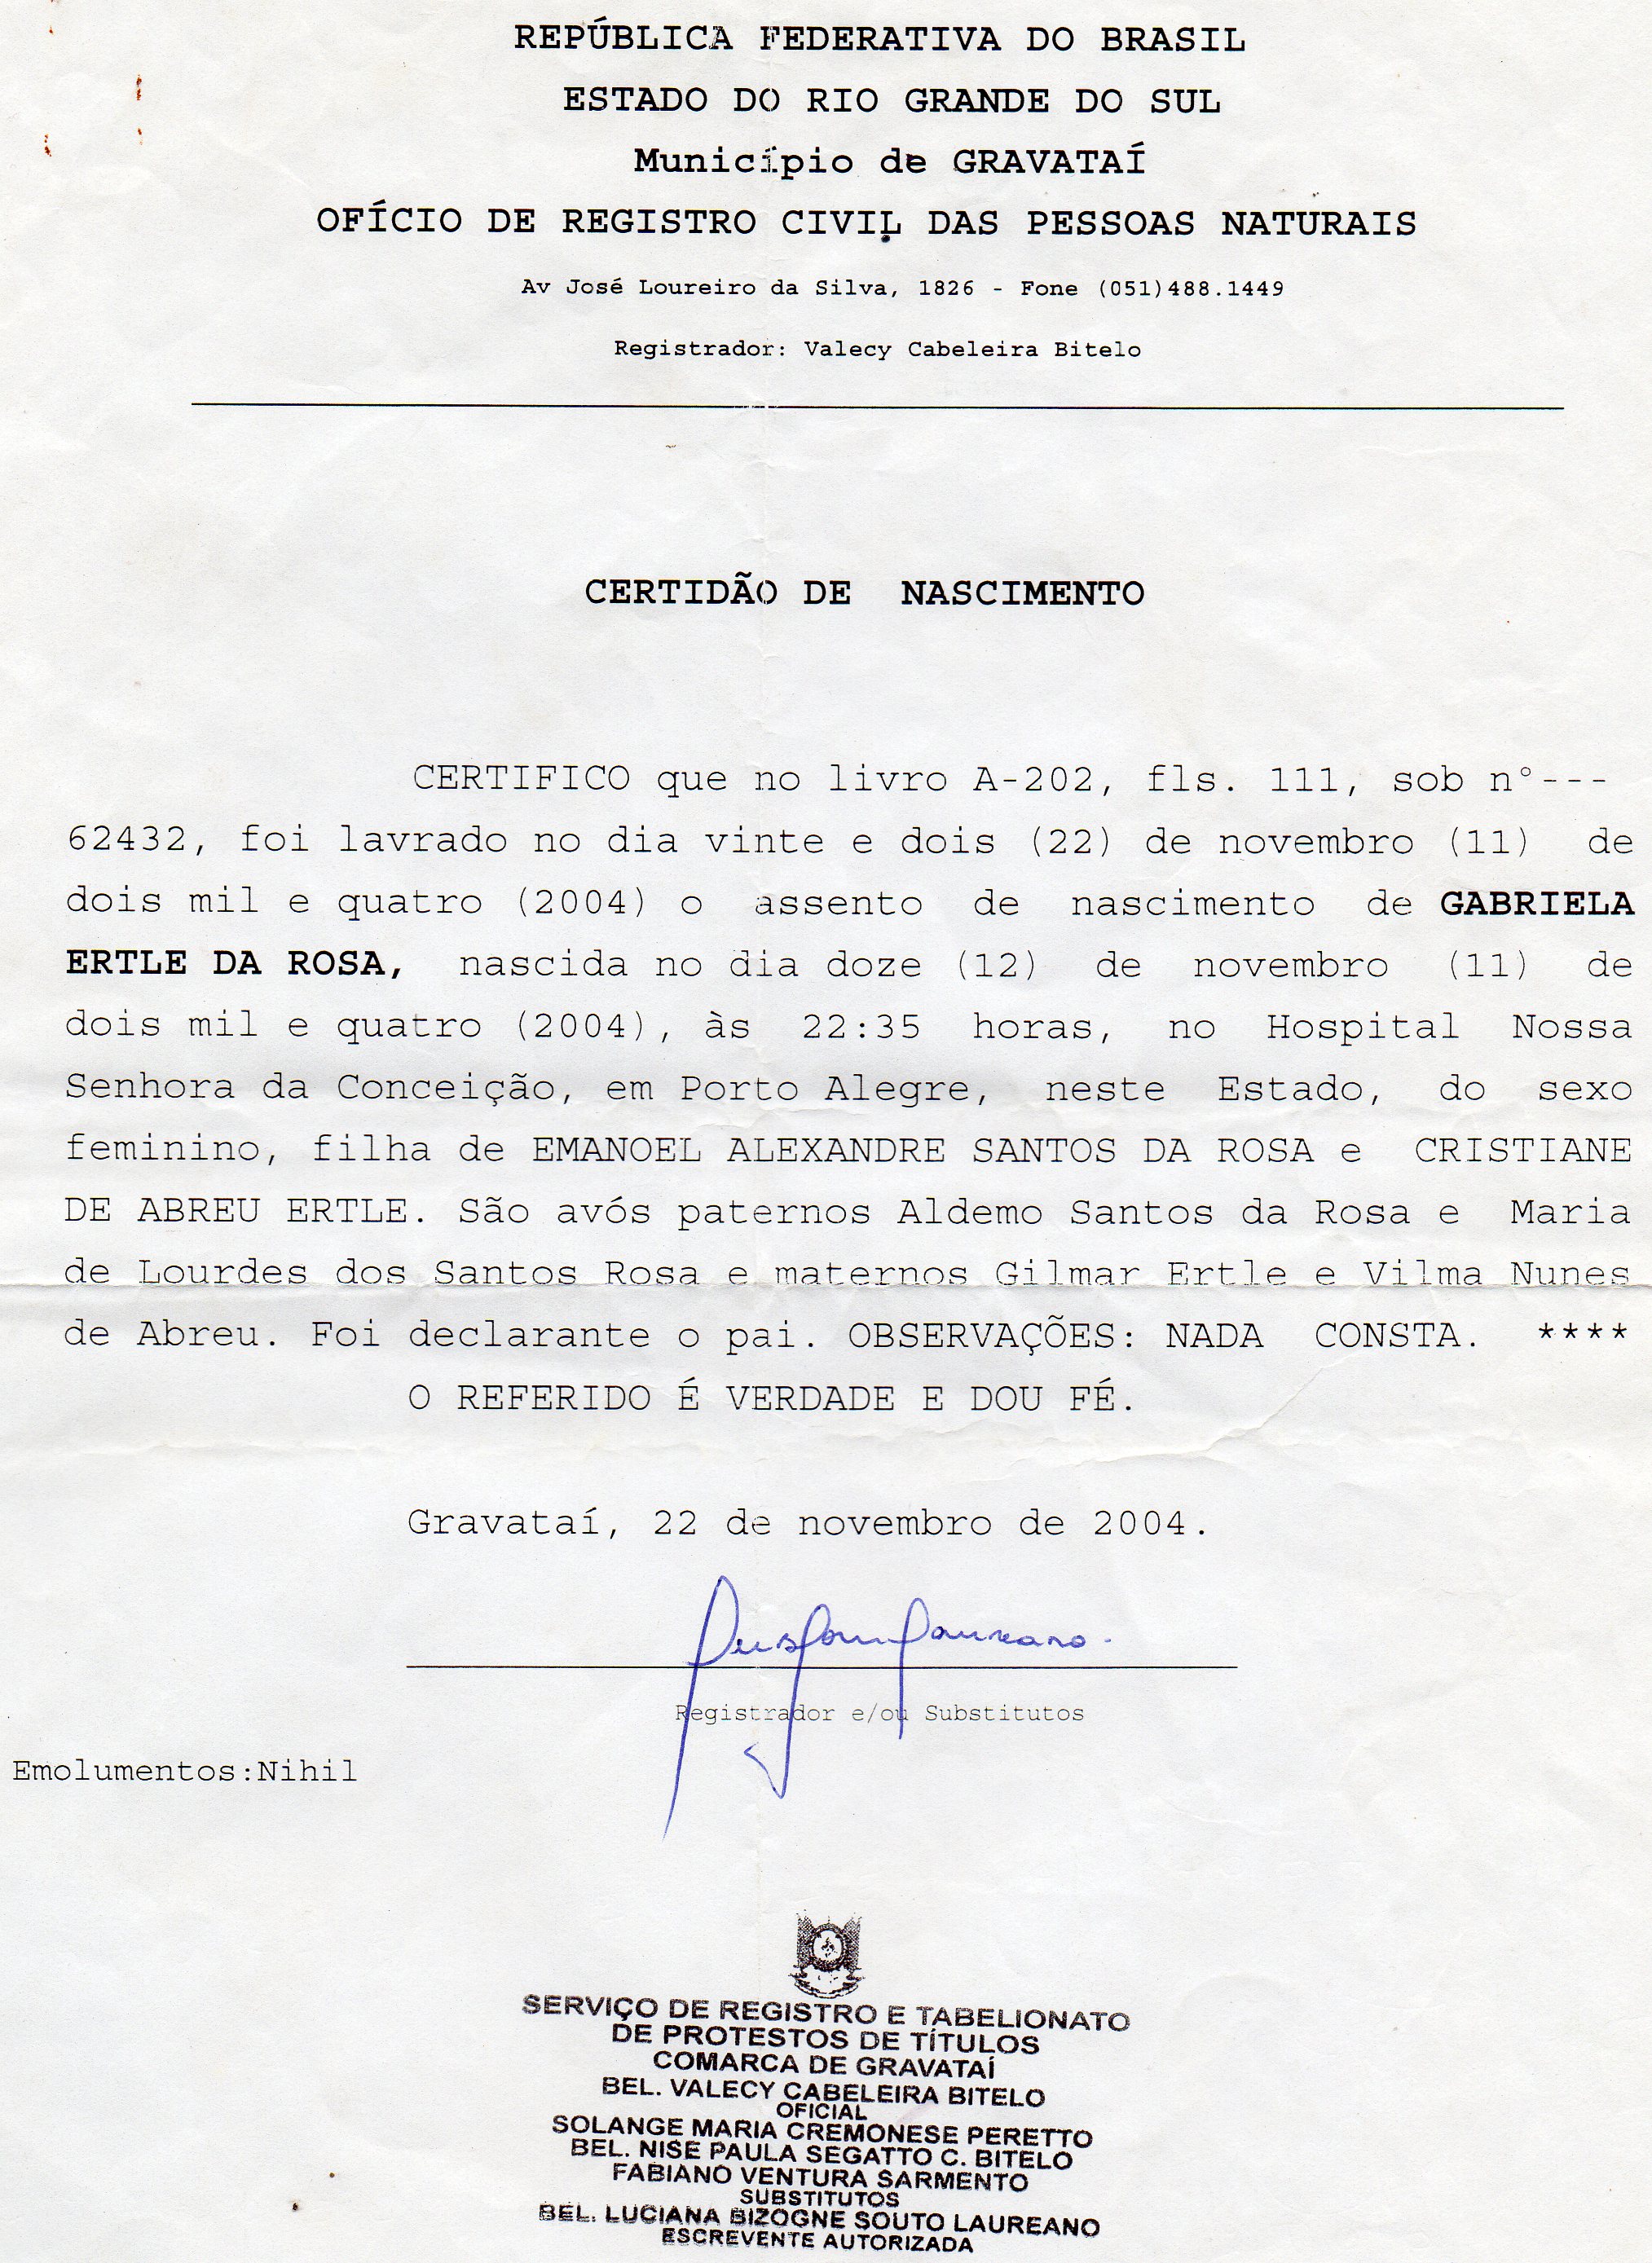 REPÚBLICA FEDERATIVA DO BRASIL
ESTADO DO RIO GRANDE DO SUL
Município de GRAVATAÍ
OFÍCIO DE REGISTRO CIVIL DAS PESSOAS NATURAIS
Av José Loureiro da Silva, 1826 - Fone (051)488.1449
Registrador: Valecy Cabeleira Bitelo
CERTIDÃO DE NASCIMENTO
CERTIFICO que no livro A-202, fls. 111, sob n°---
62432, foi lavrado no dia vinte e dois (22) de novembro (11) de
dois mil e quatro (2004) o assento de nascimento de GABRIELA
ERTLE DA ROSA, nascida no dia doze (12) de novembro (11) de
dois mil e quatro (2004), às 22:35 horas, no Hospital Nossa
Senhora da Conceição, em Porto Alegre, neste Estado, do sexo
feminino, filha de EMANOEL ALEXANDRE SANTOS DA ROSA e CRISTIANE
DE ABREU ERTLE. São avós paternos Aldemo Santos da Rosa e Maria
de Lourdes dos Santos Rosa e maternos Gilmar Ertle e Vilma Nunes
de Abreu. Foi declarante o pai. OBSERVAÇÕES: NADA CONSTA. ****
O REFERIDO É VERDADE E DOU FÉ.
Gravataí, 22 de novembro de 2004.
Registrador e/ou Substitutos
Emolumentos:Nihil
SERVIÇO DE REGISTRO E TABELIONATO
DE PROTESTOS DE TÍTULOS
COMARCA DE GRAVATAÍ
BEL. VALECY CABELEIRA BITELO
OFICIAL
SOLANGE MARIA CREMONESE PERETTO
BEL. NISE PAULA SEGATTO C. BITELO
FABIANO VENTURA SARMENTO
SUBSTITUTOS
BEL. LUCIANA BIZOGNE SOUTO LAUREANO
ESCREVENTE AUTORIZADA